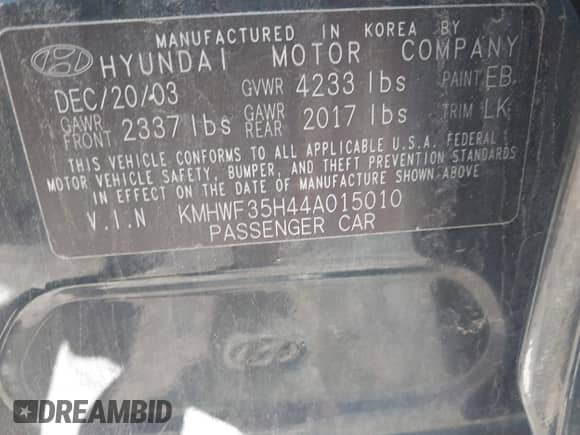 MANUFACTURED IN KOREA BY
HYUNDAI MOTOR COMPANY
DEC/20/03 GVWR 4233 lbs PAINT EB
GAWR FRONT 2337 lbs GAWR REAR 2017 lbs TRIM LK
THIS VEHICLE CONFORMS TO ALL APPLICABLE U.S.A. FEDERAL
MOTOR VEHICLE SAFETY, BUMPER, AND THEFT PREVENTION STANDARDS
IN EFFECT ON THE DATE OF MANUFACTURE SHOWN ABOVE
V.I.N KMHWF35H44A015010
PASSENGER CAR
DREAMBID